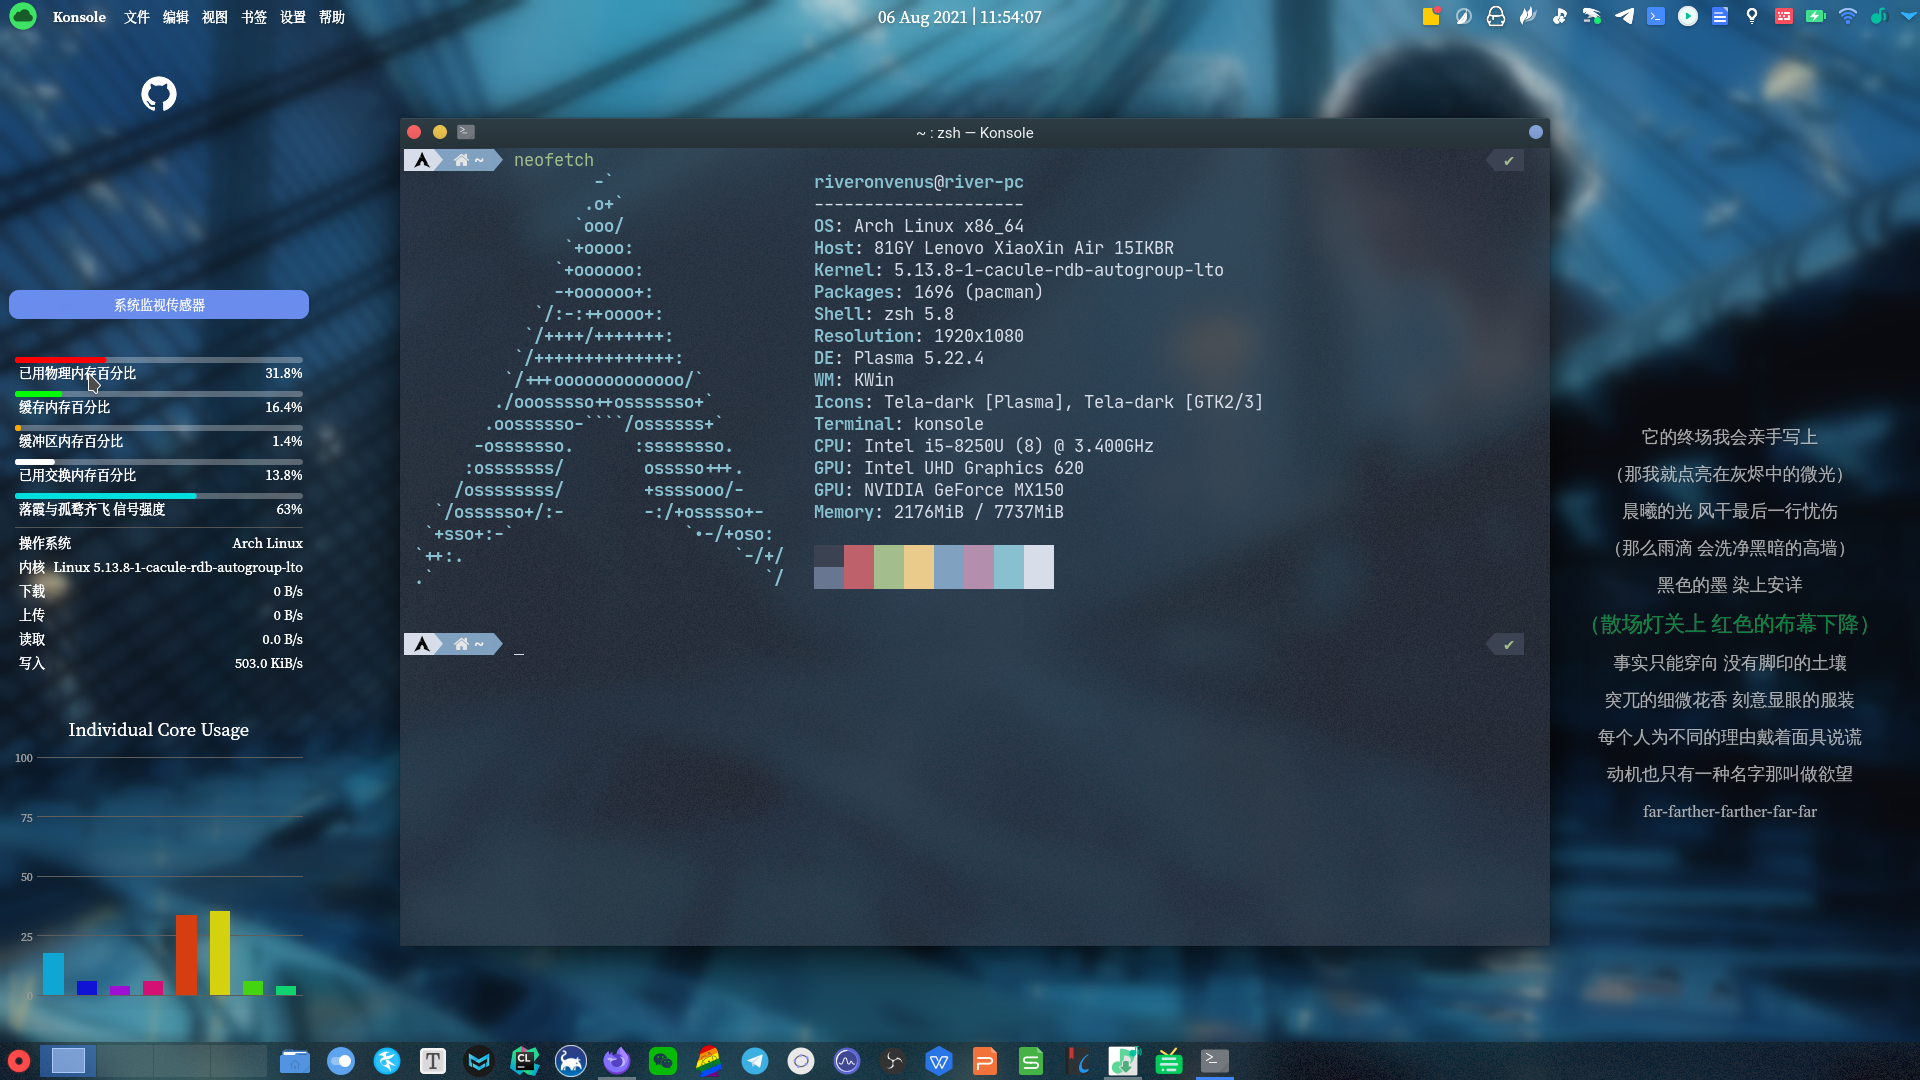 Konsole 文件 编辑 视图 书签 设置 帮助
06 Aug 2021 | 11:54:07
系统监视传感器
已用物理内存百分比 31.8%
缓存内存百分比 16.4%
缓冲区内存百分比 1.4%
已用交换内存百分比 13.8%
落霞与孤鹜齐飞 信号强度 63%
操作系统 Arch Linux
内核 Linux 5.13.8-1-cacule-rdb-autogroup-lto
下载 0 B/s
上传 0 B/s
读取 0.0 B/s
写入 503.0 KiB/s
Individual Core Usage
100
75
50
25
0
~ : zsh — Konsole
~ neofetch ✔
riveronvenus@river-pc
---------------------
OS: Arch Linux x86_64
Host: 81GY Lenovo XiaoXin Air 15IKBR
Kernel: 5.13.8-1-cacule-rdb-autogroup-lto
Packages: 1696 (pacman)
Shell: zsh 5.8
Resolution: 1920x1080
DE: Plasma 5.22.4
WM: KWin
Icons: Tela-dark [Plasma], Tela-dark [GTK2/3]
Terminal: konsole
CPU: Intel i5-8250U (8) @ 3.400GHz
GPU: Intel UHD Graphics 620
GPU: NVIDIA GeForce MX150
Memory: 2176MiB / 7737MiB
~ _ ✔
它的终场我会亲手写上
（那我就点亮在灰烬中的微光）
晨曦的光 风干最后一行忧伤
（那么雨滴 会洗净黑暗的高墙）
黑色的墨 染上安详
（散场灯关上 红色的布幕下降）
事实只能穿向 没有脚印的土壤
突兀的细微花香 刻意显眼的服装
每个人为不同的理由戴着面具说谎
动机也只有一种名字那叫做欲望
far-farther-farther-far-far